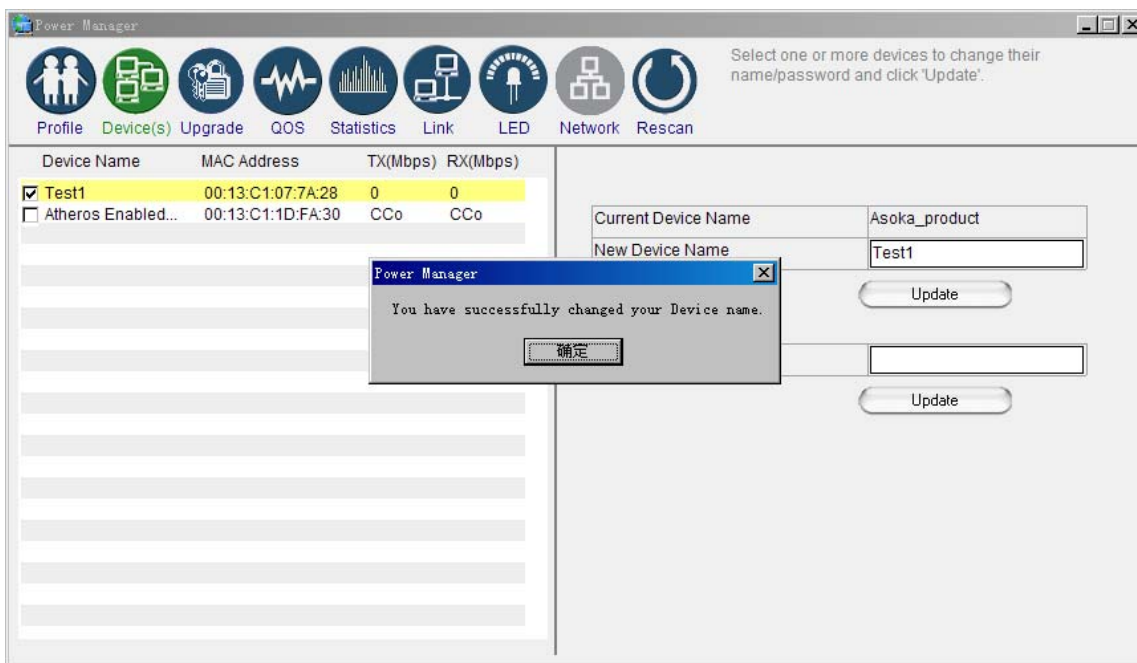 Power Manager
Select one or more devices to change their
name/password and click 'Update'.
Profile Device(s) Upgrade QOS Statistics Link LED Network Rescan
Device Name MAC Address TX(Mbps) RX(Mbps)
Test1 00:13:C1:07:7A:28 0 0
Atheros Enabled... 00:13:C1:1D:FA:30 CCo CCo
Current Device Name Asoka_product
New Device Name Test1
Update
Power Manager
You have successfully changed your Device name.
确定
Update